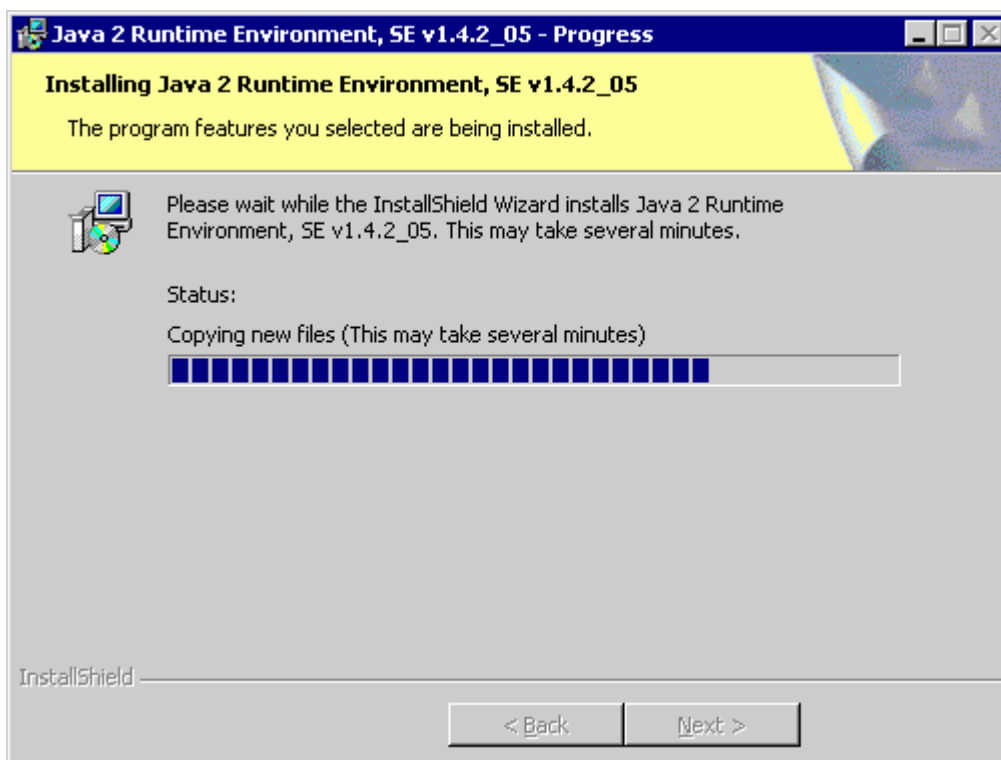 Java 2 Runtime Environment, SE v1.4.2_05 - Progress
Installing Java 2 Runtime Environment, SE v1.4.2_05
The program features you selected are being installed.
Please wait while the InstallShield Wizard installs Java 2 Runtime
Environment, SE v1.4.2_05. This may take several minutes.
Status:
Copying new files (This may take several minutes)
InstallShield
< Back
Next >